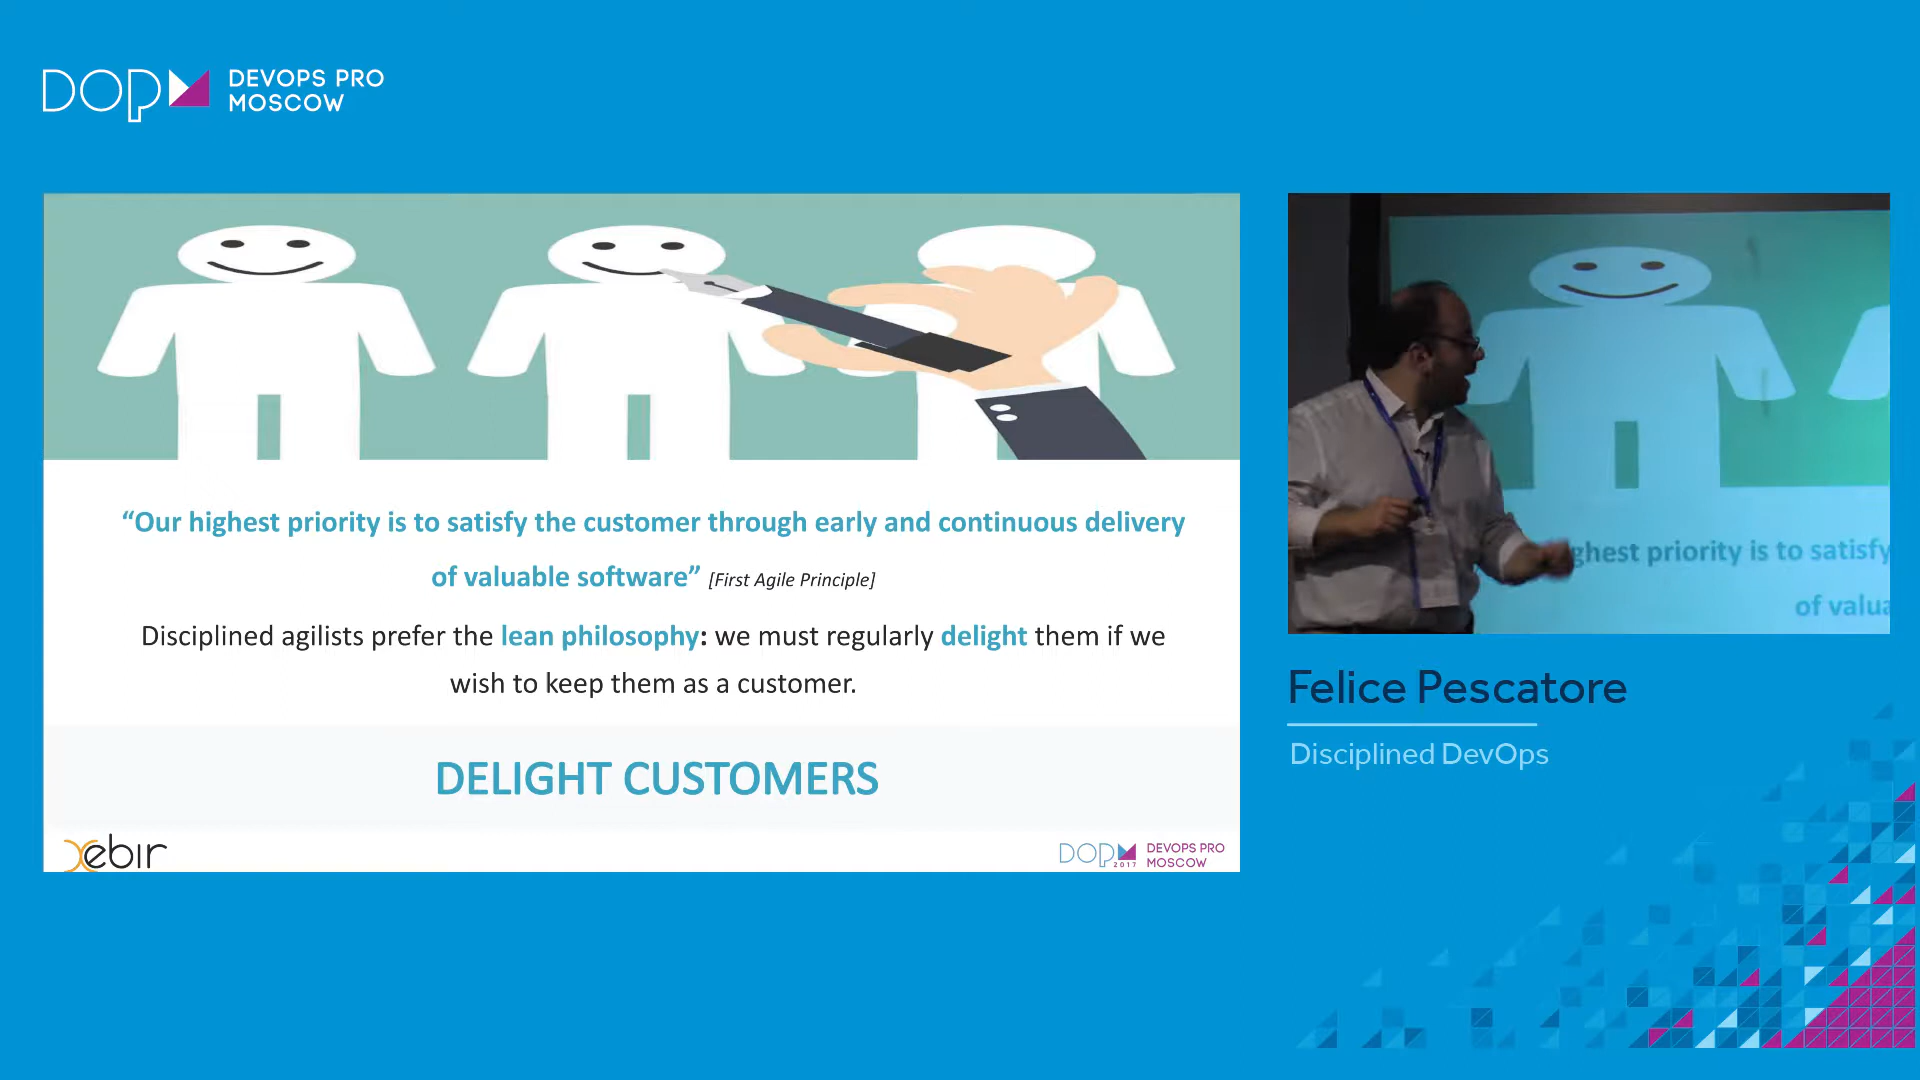 DOP DEVOPS PRO
MOSCOW
“Our highest priority is to satisfy the customer through early and continuous delivery
of valuable software” [First Agile Principle]
Disciplined agilists prefer the lean philosophy: we must regularly delight them if we
wish to keep them as a customer.
DELIGHT CUSTOMERS
xebir
DOP 2017 DEVOPS PRO
MOSCOW
ghest priority is to satisfy
of valua
Felice Pescatore
Disciplined DevOps